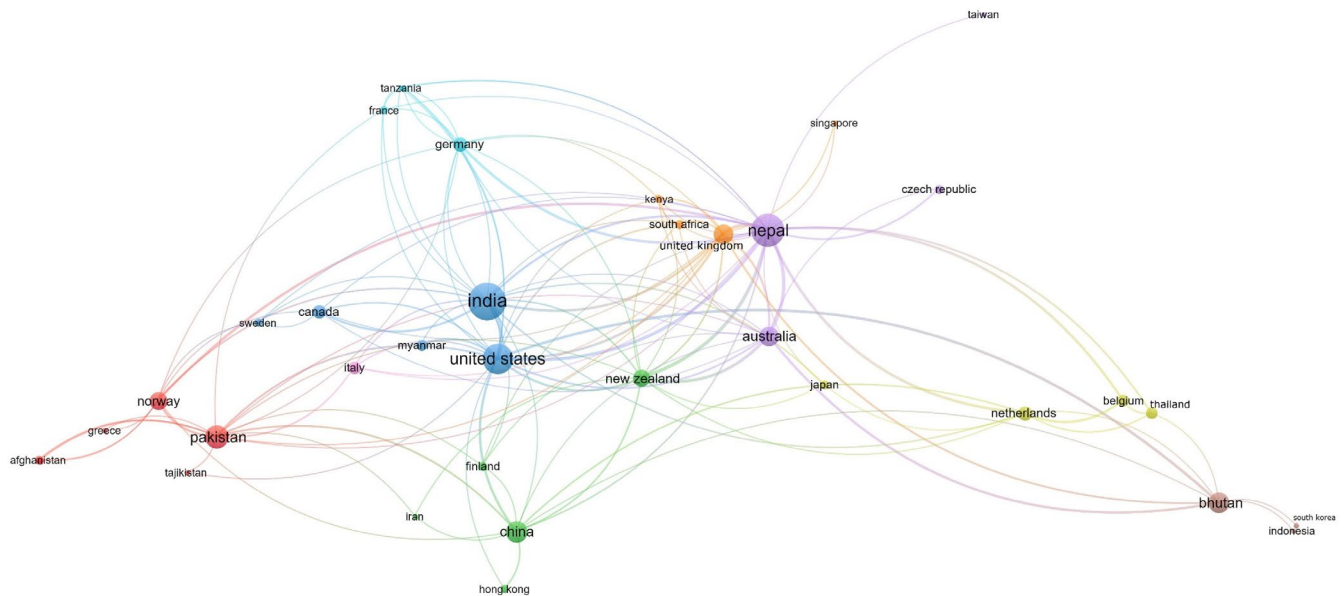 taiwan
tanzania
france
singapore
germany
czech republic
kenya
south africa
nepal
united kingdom
india
canada
sweden
australia
myanmar
united states
italy
new zealand
japan
norway
belgium
thailand
netherlands
greece
pakistan
afghanistan
finland
tajikistan
bhutan
iran
south korea
china
indonesia
hong kong